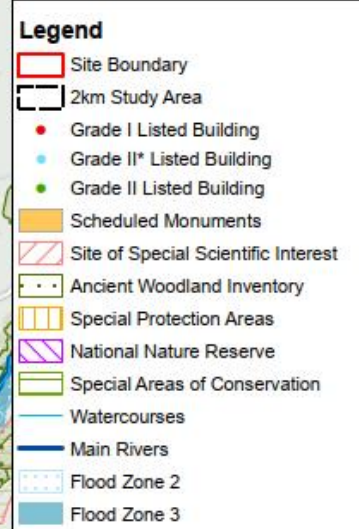 Legend
Site Boundary
2km Study Area
Grade I Listed Building
Grade II* Listed Building
Grade II Listed Building
Scheduled Monuments
Site of Special Scientific Interest
Ancient Woodland Inventory
Special Protection Areas
National Nature Reserve
Special Areas of Conservation
Watercourses
Main Rivers
Flood Zone 2
Flood Zone 3